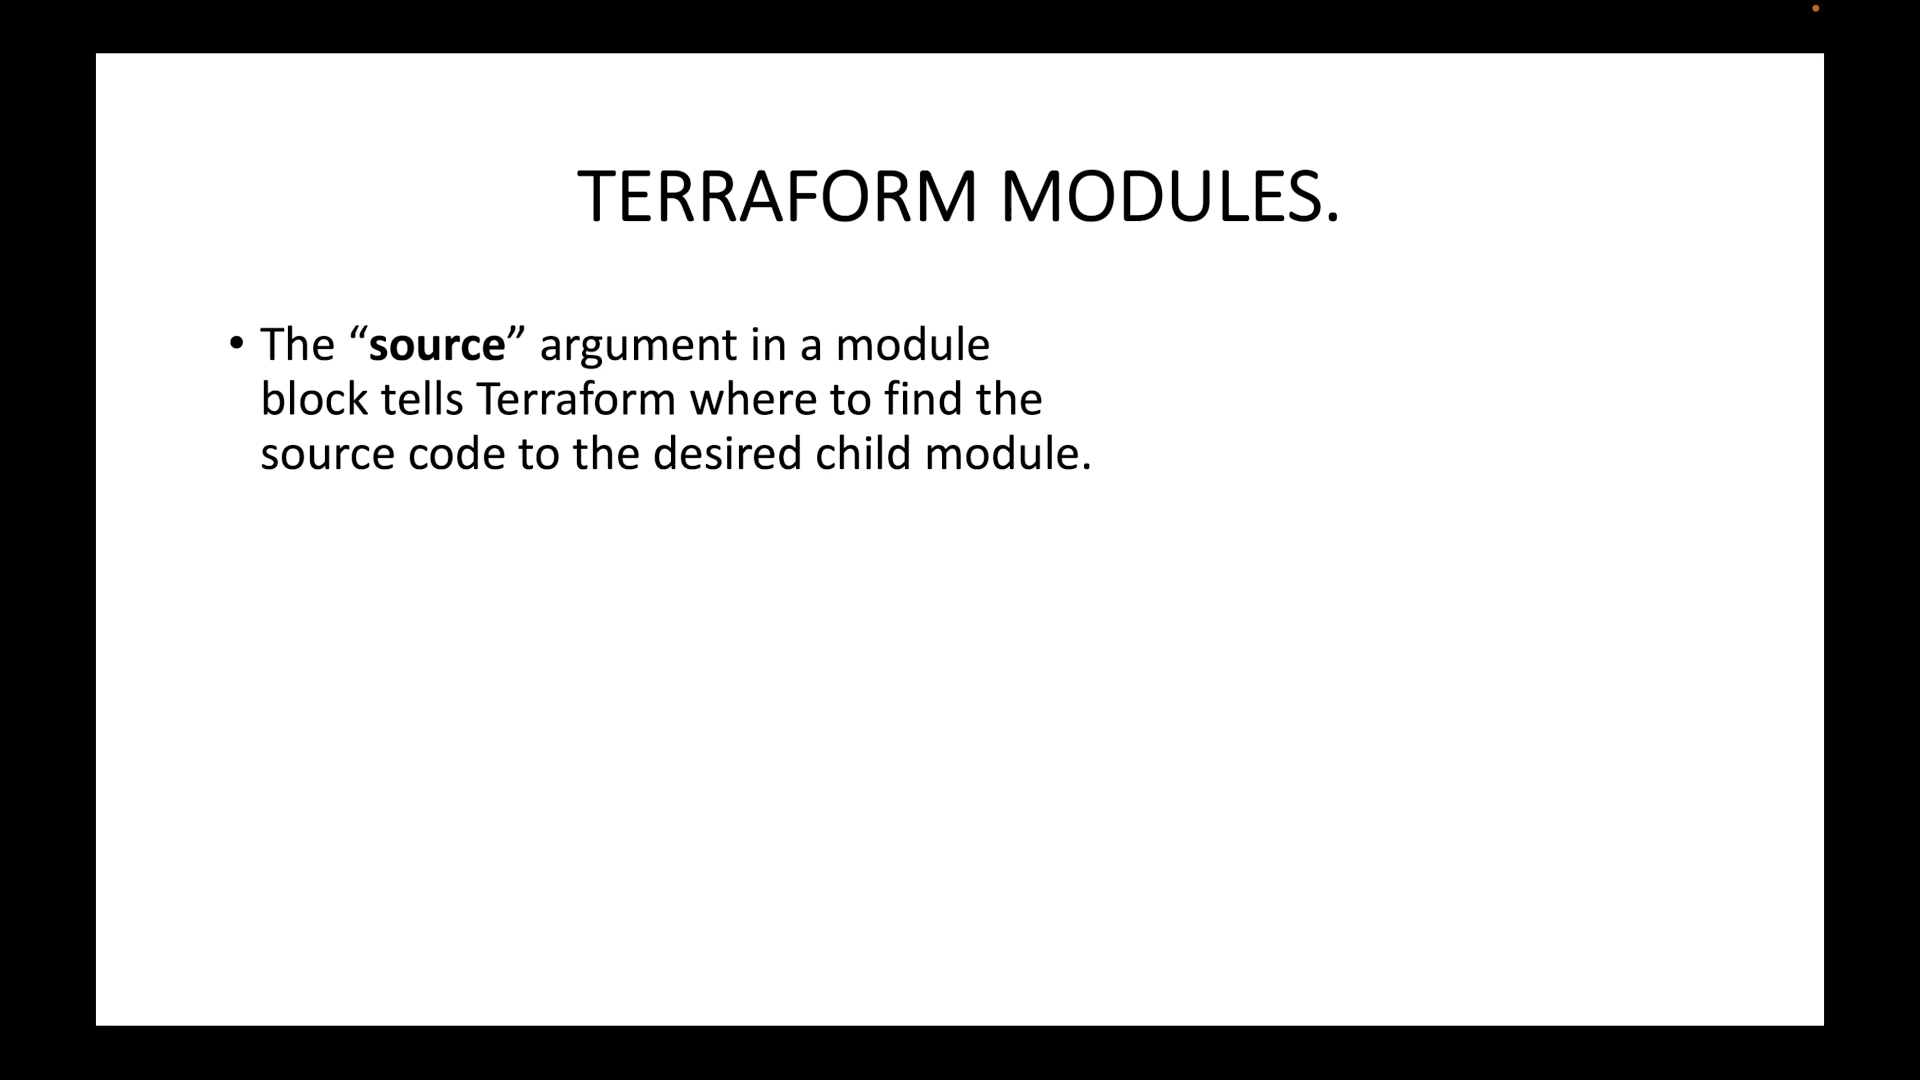 TERRAFORM MODULES.
• The “source” argument in a module
block tells Terraform where to find the
source code to the desired child module.